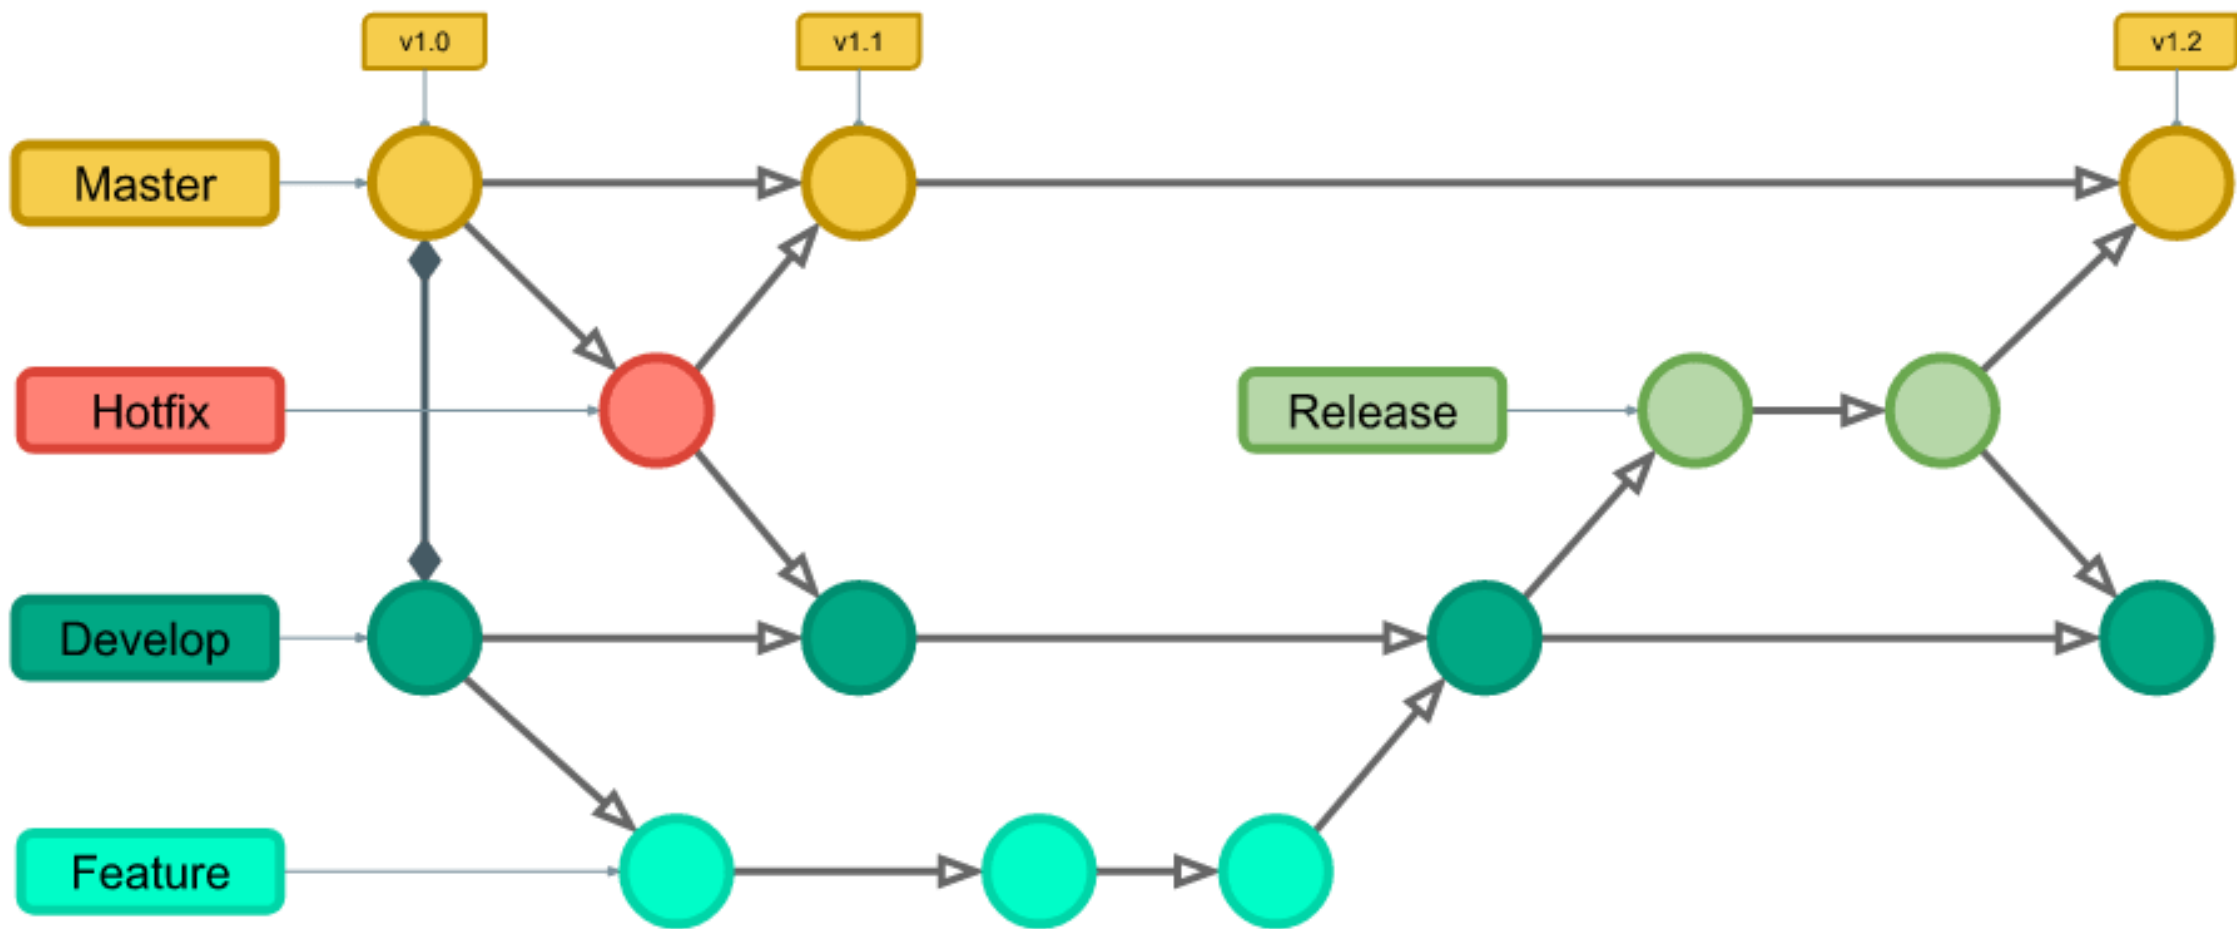 v1.0
v1.1
v1.2
Master
Hotfix
Release
Develop
Feature